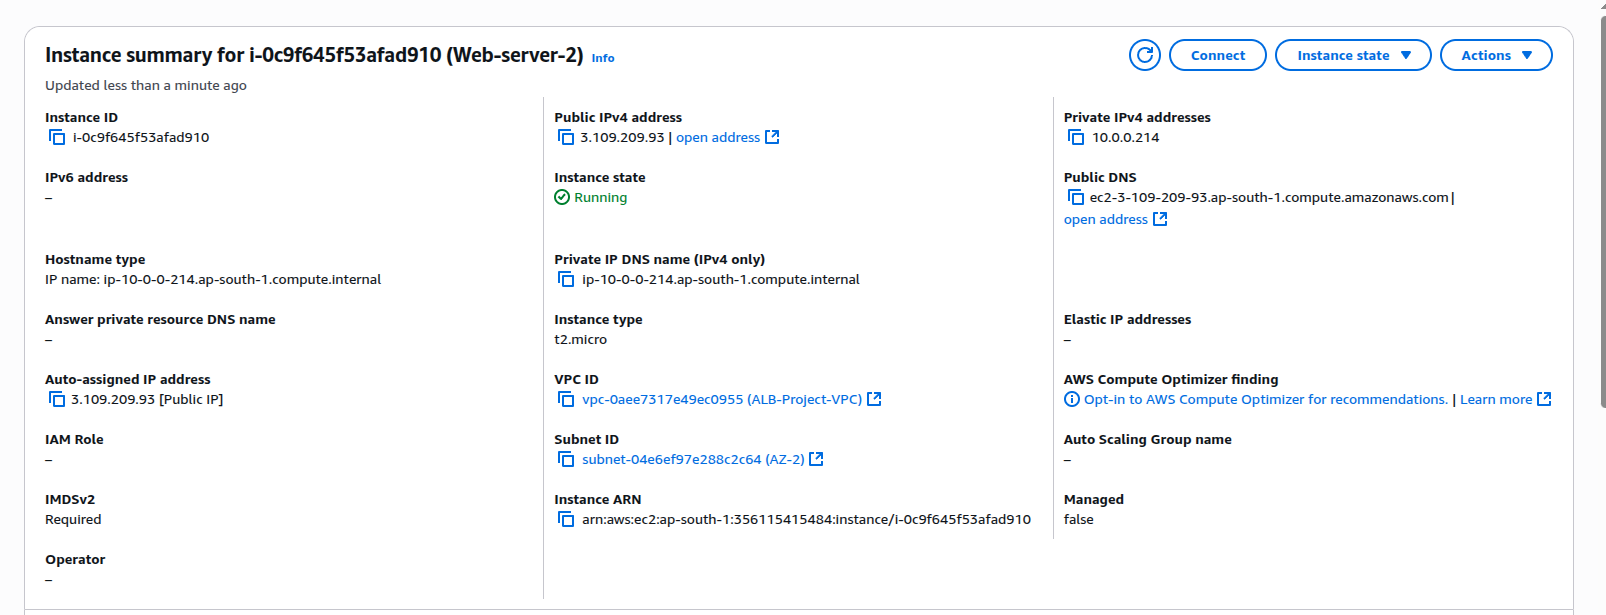 Instance summary for i-0c9f645f53afad910 (Web-server-2) Info
Connect
Instance state
Actions
Updated less than a minute ago
Instance ID
i-0c9f645f53afad910
Public IPv4 address
3.109.209.93 | open address
Private IPv4 addresses
10.0.0.214
IPv6 address
–
Instance state
Running
Public DNS
ec2-3-109-209-93.ap-south-1.compute.amazonaws.com |
open address
Hostname type
IP name: ip-10-0-0-214.ap-south-1.compute.internal
Private IP DNS name (IPv4 only)
ip-10-0-0-214.ap-south-1.compute.internal
Answer private resource DNS name
–
Instance type
t2.micro
Elastic IP addresses
–
Auto-assigned IP address
3.109.209.93 [Public IP]
VPC ID
vpc-0aee7317e49ec0955 (ALB-Project-VPC)
AWS Compute Optimizer finding
Opt-in to AWS Compute Optimizer for recommendations. | Learn more
IAM Role
–
Subnet ID
subnet-04e6ef97e288c2c64 (AZ-2)
Auto Scaling Group name
–
IMDSv2
Required
Instance ARN
arn:aws:ec2:ap-south-1:356115415484:instance/i-0c9f645f53afad910
Managed
false
Operator
–